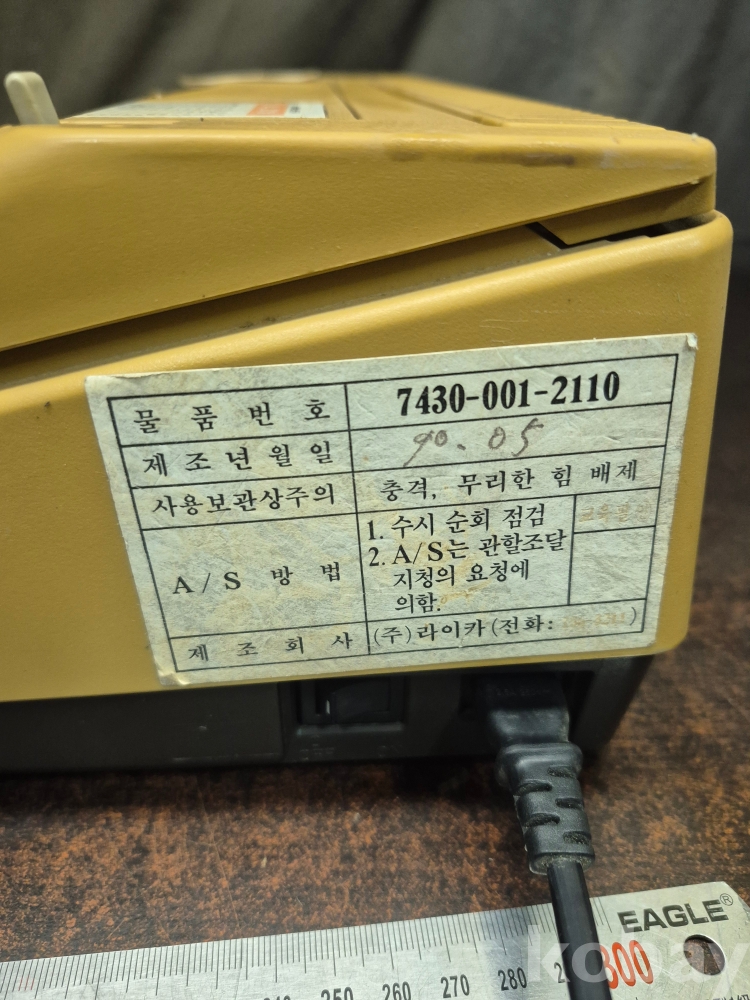 물 품 번 호 7430-001-2110
제 조 년 월 일 90. 05
사용보관상주의 충격, 무리한 힘 배제
A / S 방 법 1. 수시 순회 점검
2. A/S는 관할조달
지청의 요청에
의함.
제 조 회 사 (주)라이카(전화: )
EAGLE®
250 260 270 280 300
kobay